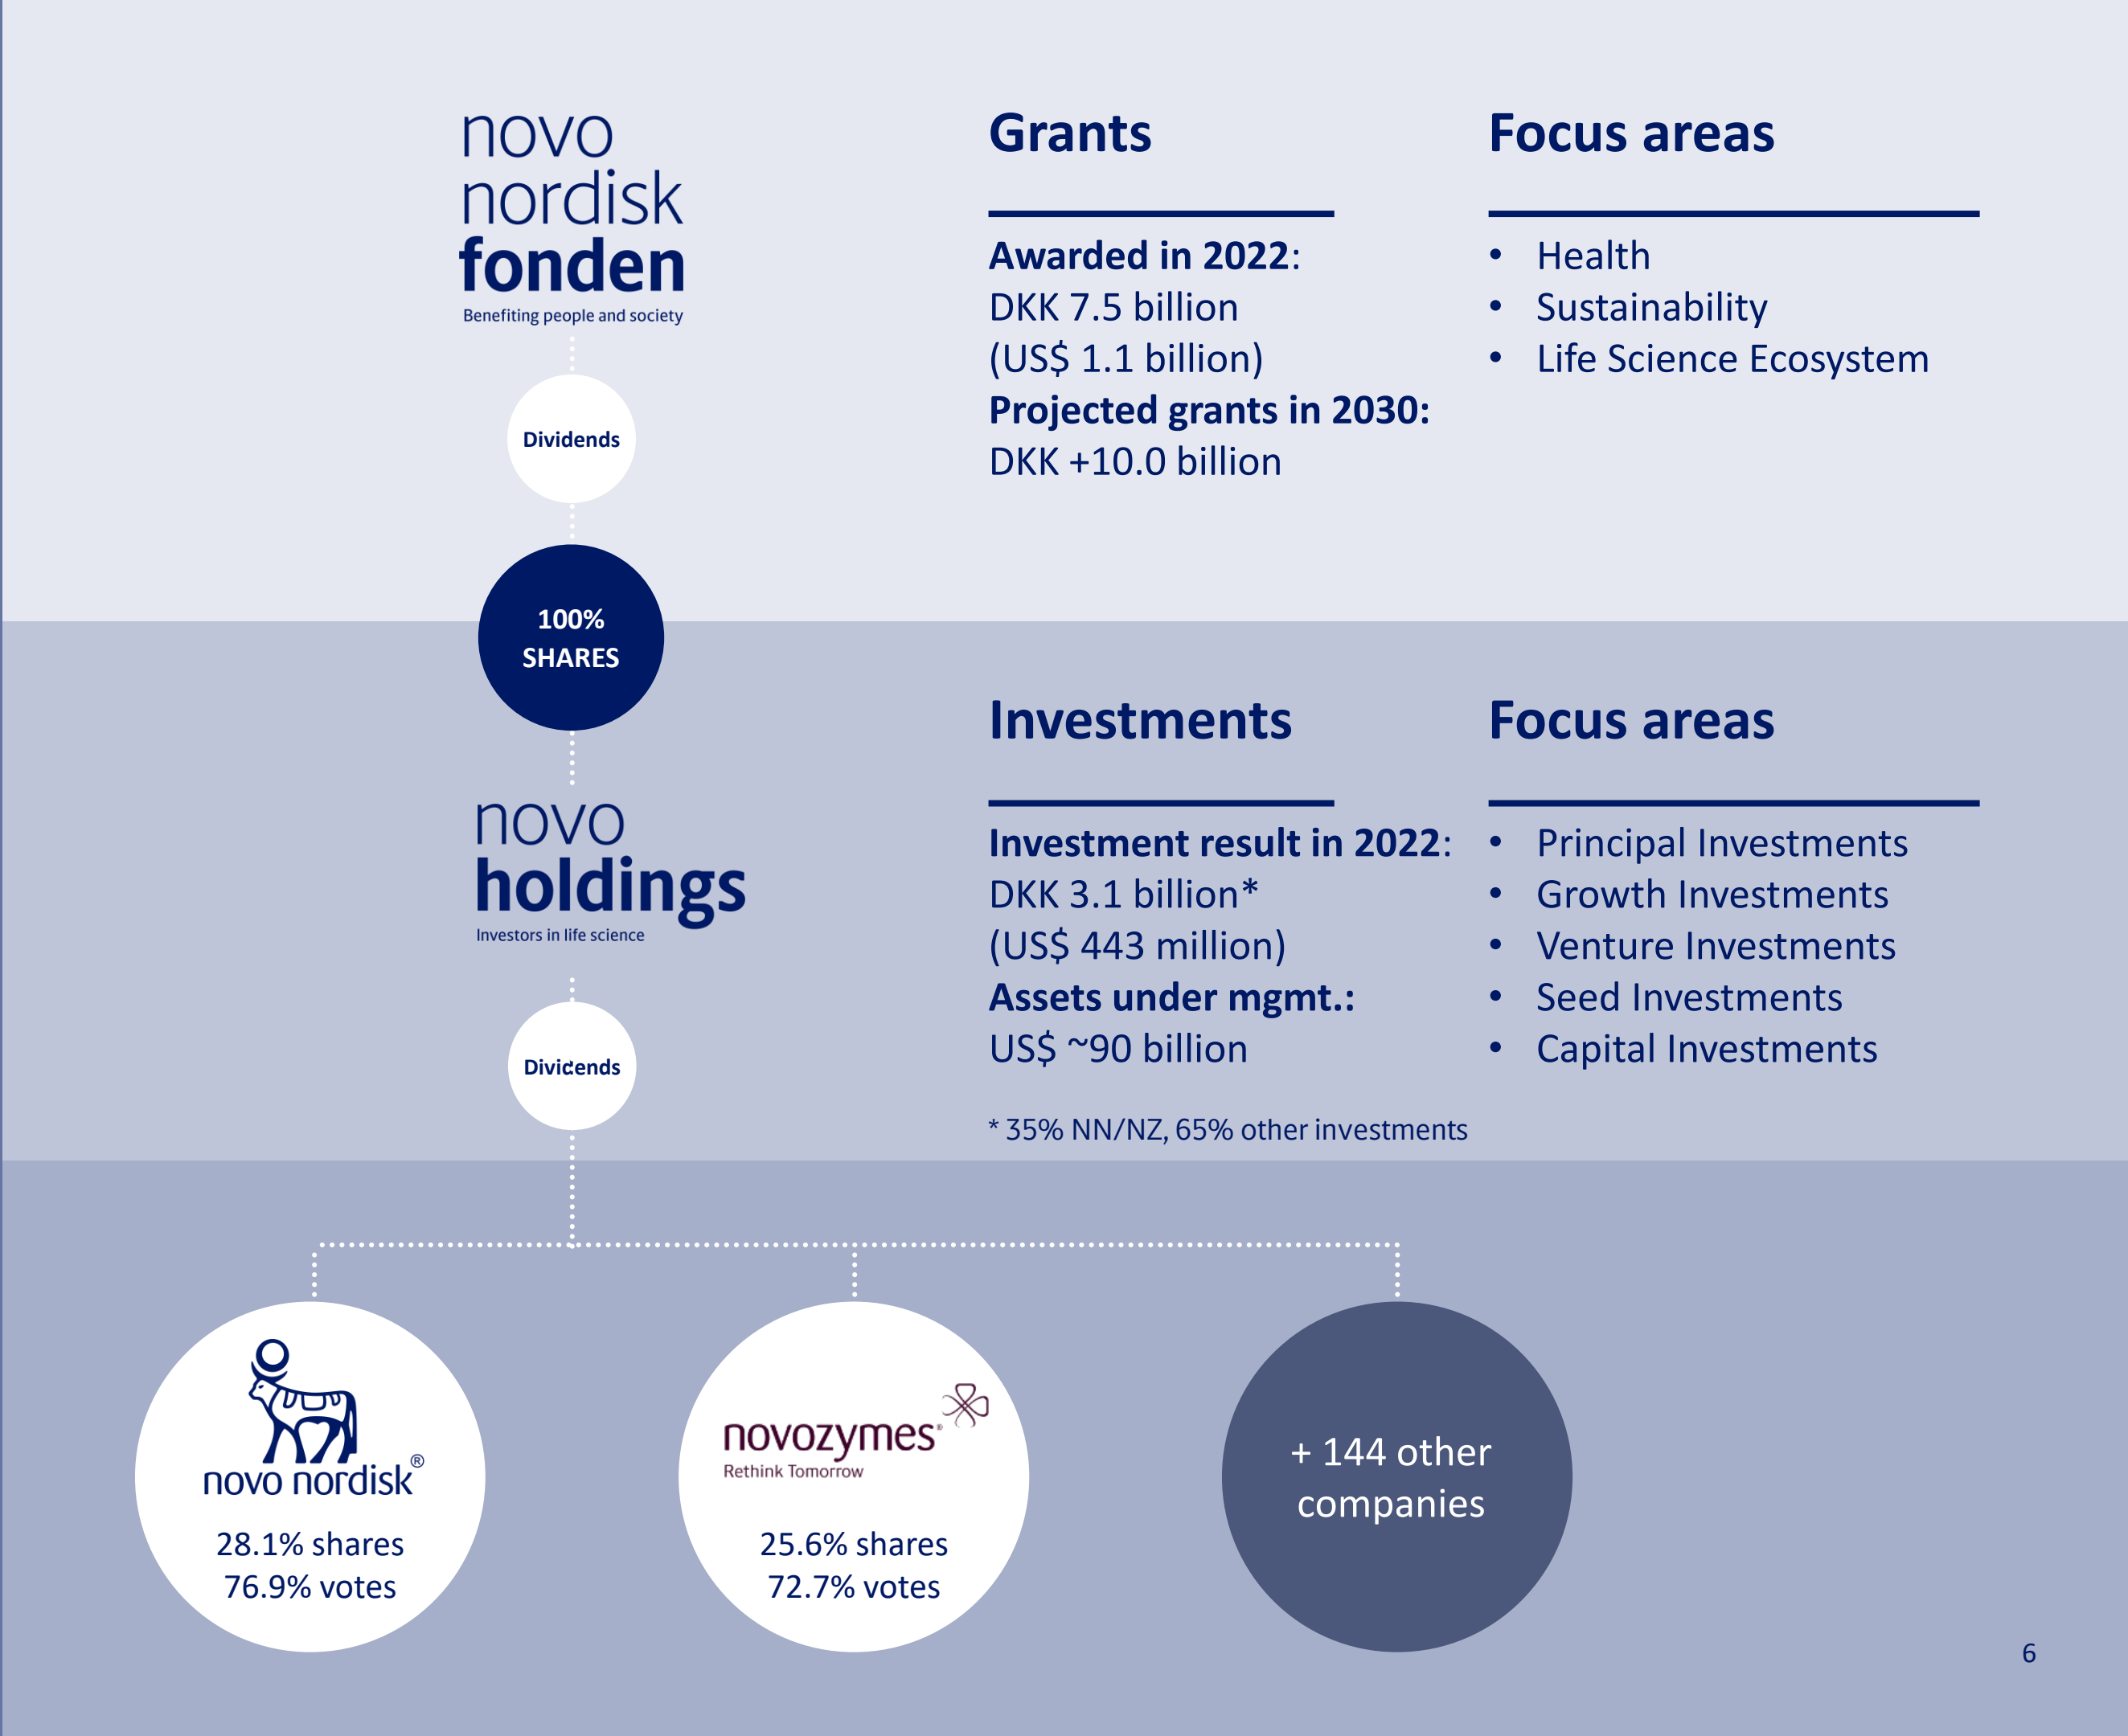 novo
nordisk
fonden
Benefiting people and society
Grants
Awarded in 2022:
DKK 7.5 billion
(US$ 1.1 billion)
Projected grants in 2030:
DKK +10.0 billion
Focus areas
• Health
• Sustainability
• Life Science Ecosystem
Dividends
100%
SHARES
novo
holdings
Investors in life science
Investments
Investment result in 2022:
DKK 3.1 billion*
(US$ 443 million)
Assets under mgmt.:
US$ ~90 billion
* 35% NN/NZ, 65% other investments
Focus areas
• Principal Investments
• Growth Investments
• Venture Investments
• Seed Investments
• Capital Investments
Dividends
novo nordisk®
28.1% shares
76.9% votes
novozymes®
Rethink Tomorrow
25.6% shares
72.7% votes
+ 144 other
companies
6